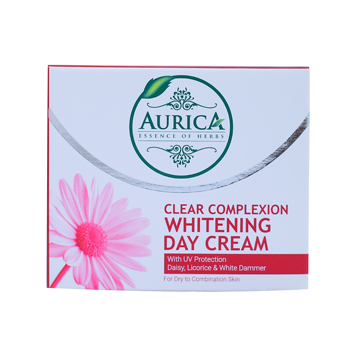 AURICA
ESSENCE OF HERBS
CLEAR COMPLEXION
WHITENING
DAY CREAM
With UV Protection
Daisy, Licorice & White Dammer
For Dry to Combination Skin